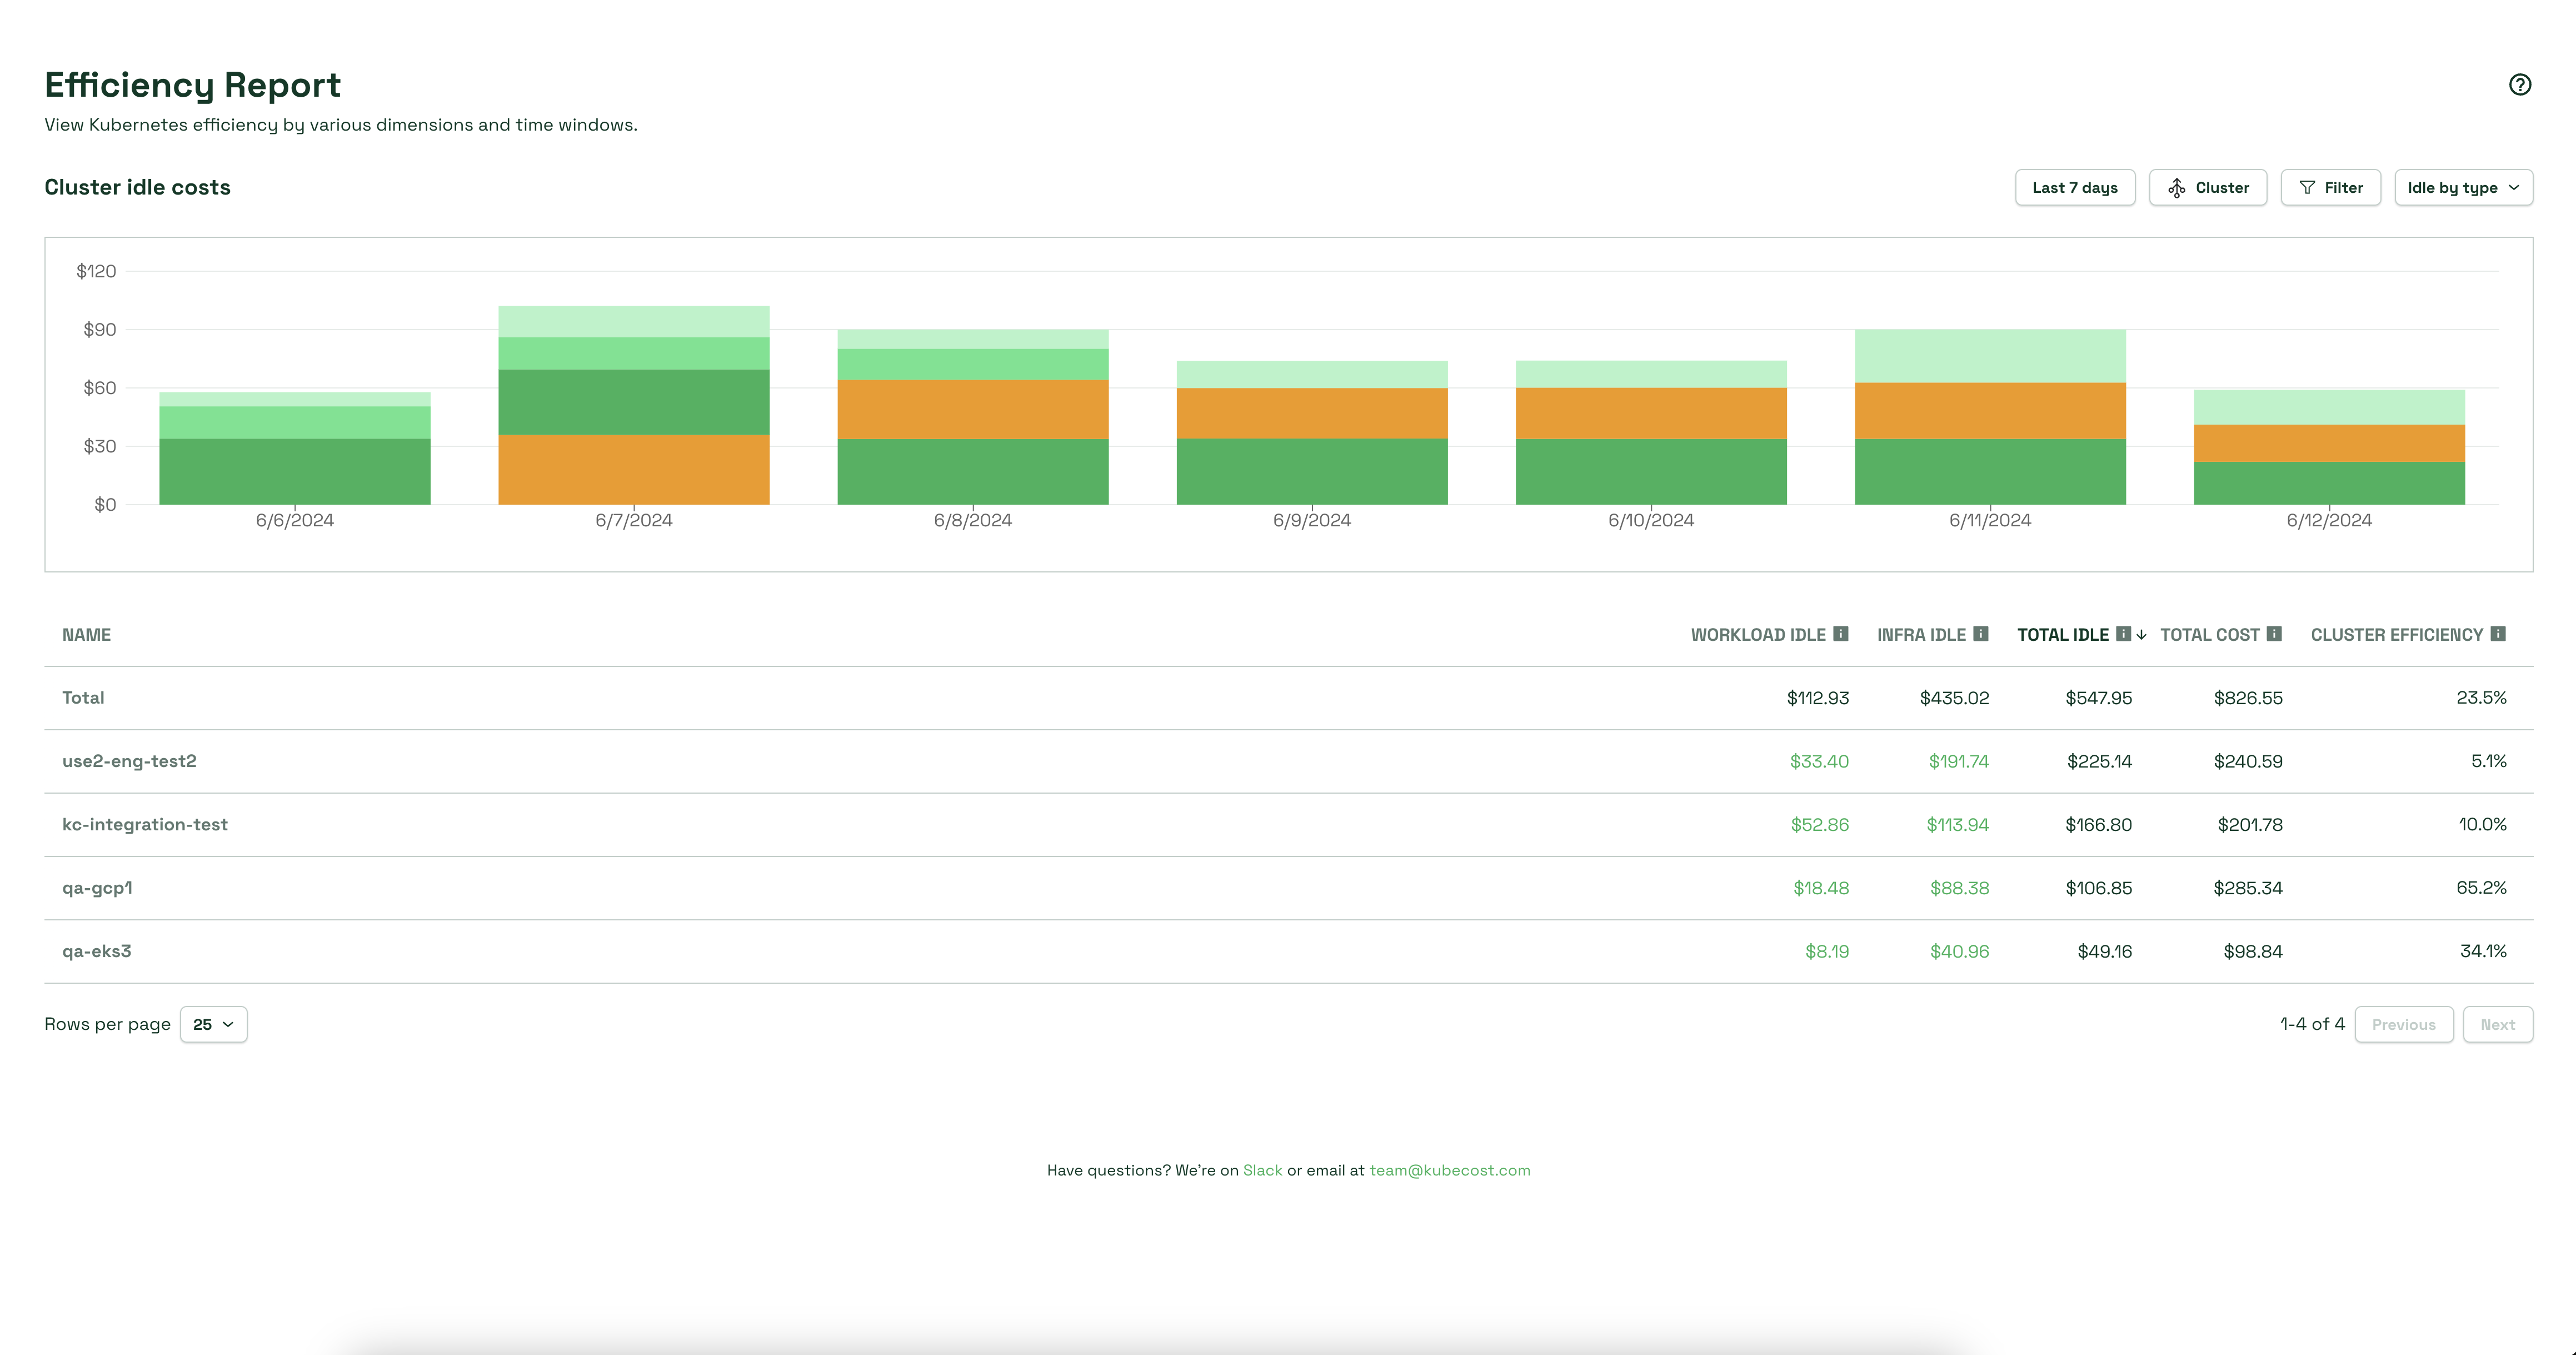 Efficiency Report
View Kubernetes efficiency by various dimensions and time windows.
Cluster idle costs
Last 7 days Cluster Filter Idle by type
$120
$90
$60
$30
$0
6/6/2024 6/7/2024 6/8/2024 6/9/2024 6/10/2024 6/11/2024 6/12/2024
NAME WORKLOAD IDLE INFRA IDLE TOTAL IDLE TOTAL COST CLUSTER EFFICIENCY
Total $112.93 $435.02 $547.95 $826.55 23.5%
use2-eng-test2 $33.40 $191.74 $225.14 $240.59 5.1%
kc-integration-test $52.86 $113.94 $166.80 $201.78 10.0%
qa-gcp1 $18.48 $88.38 $106.85 $285.34 65.2%
qa-eks3 $8.19 $40.96 $49.16 $98.84 34.1%
Rows per page 25 1-4 of 4 Previous Next
Have questions? We're on Slack or email at team@kubecost.com